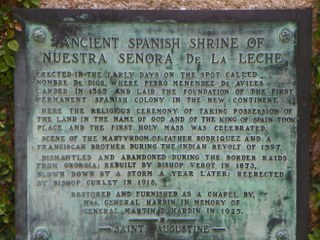 ANCIENT SPANISH SHRINE OF
NUESTRA SENORA De LA LECHE
ERECTED IN THE EARLY DAYS ON THE SPOT CALLED
NOMBRE De DIOS, WHERE PEDRO MENENDEZ De AVILES
LANDED IN 1565 AND LAID THE FOUNDATION OF THE FIRST
PERMANENT SPANISH COLONY IN THE NEW CONTINENT.
HERE THE RELIGIOUS CEREMONY OF TAKING POSSESSION OF
THE LAND IN THE NAME OF GOD AND OF THE KING OF SPAIN TOOK
PLACE, AND THE FIRST HOLY MASS WAS CELEBRATED.
SCENE OF THE MARTYRDOM OF FATHER RODRIGUEZ AND A
FRANCISCAN BROTHER DURING THE INDIAN REVOLT OF 1597.
DISMANTLED AND ABANDONED DURING THE BORDER RAIDS
FROM GEORGIA; REBUILT BY BISHOP VEROT IN 1873,
BLOWN DOWN BY A STORM A YEAR LATER; REERECTED
BY BISHOP CURLEY IN 1918.
RESTORED AND FURNISHED AS A CHAPEL BY
MRS. GENERAL HARDIN IN MEMORY OF
GENERAL MARTIN D. HARDIN IN 1925.
SAINT AUGUSTINE